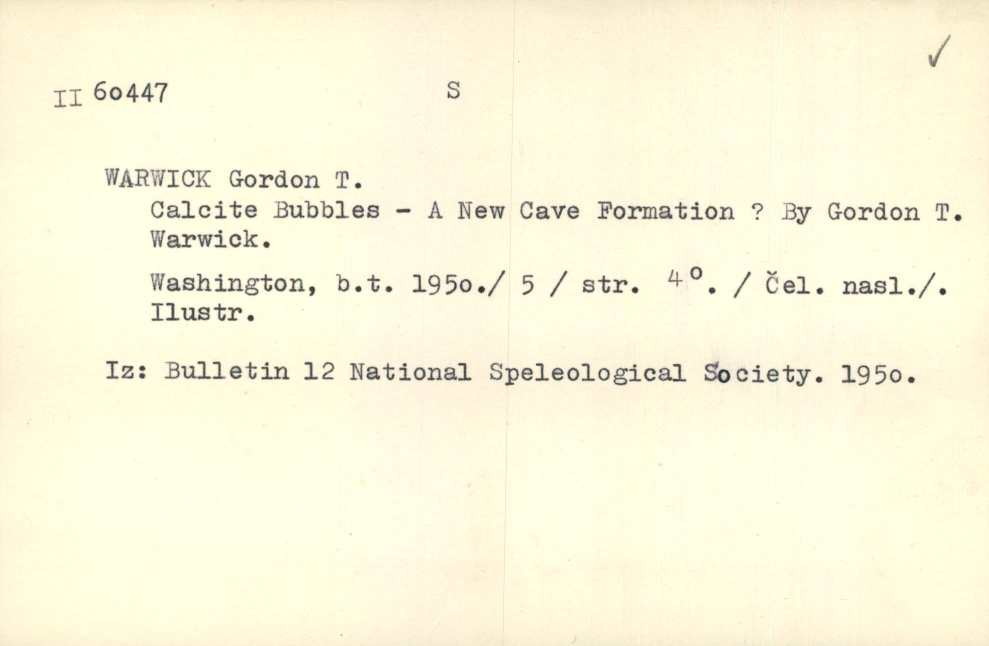 II 6o447 S
WARWICK Gordon T.
Calcite Bubbles - A New Cave Formation ? By Gordon T.
Warwick.
Washington, b.t. 195o./ 5 / str. 4°. / Čel. nasl./.
Ilustr.
Iz: Bulletin 12 National Speleological Society. 195o.